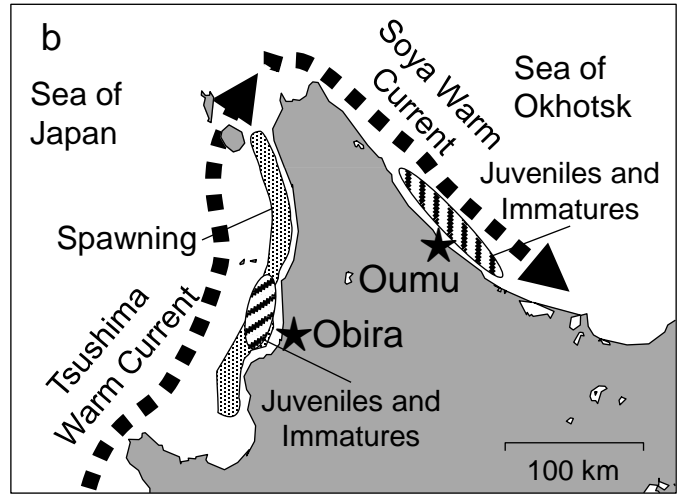 b
Sea of
Japan
Soya Warm
Current
Sea of
Okhotsk
Juveniles and
Immatures
Spawning
Oumu
Tsushima
Warm Current
Obira
Juveniles and
Immatures
100 km